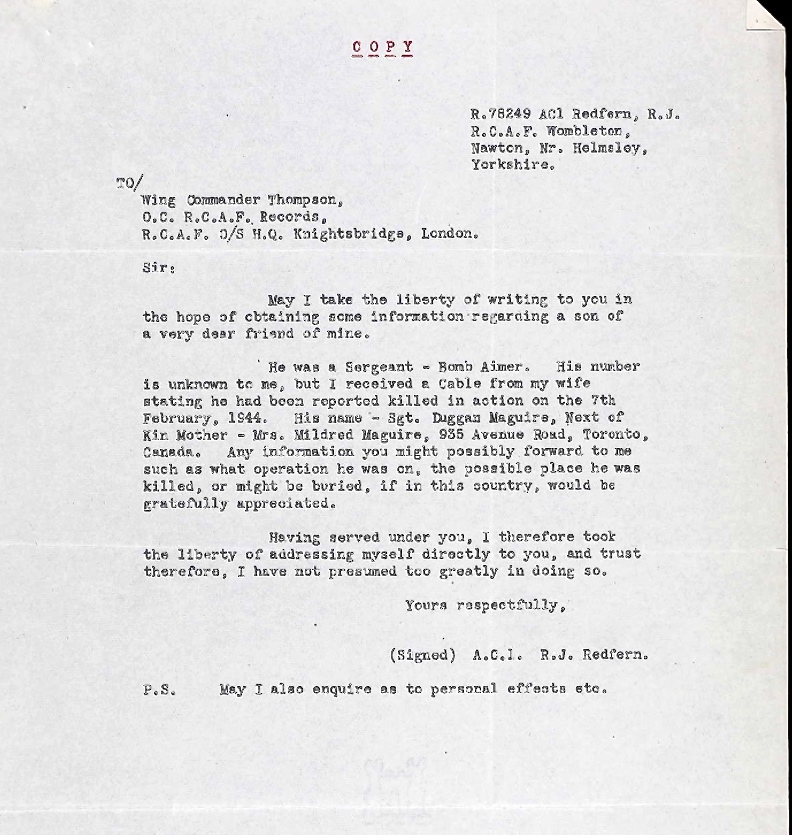 COPY
R.78249 AC1 Redfern, R.J.
R.C.A.F. Wombleton,
Nawton, Nr. Helmsley,
Yorkshire.
TO/
Wing Commander Thompson,
O.C. R.C.A.F. Records,
R.C.A.F. O/S H.Q. Knightsbridge, London.
Sir:
May I take the liberty of writing to you in
the hope of obtaining some information regarding a son of
a very dear friend of mine.
He was a Sergeant - Bomb Aimer. His number
is unknown to me, but I received a Cable from my wife
stating he had been reported killed in action on the 7th
February, 1944. His name - Sgt. Duggan Maguire, Next of
Kin Mother - Mrs. Mildred Maguire, 935 Avenue Road, Toronto,
Canada. Any information you might possibly forward to me
such as what operation he was on, the possible place he was
killed, or might be buried, if in this country, would be
gratefully appreciated.
Having served under you, I therefore took
the liberty of addressing myself directly to you, and trust
therefore, I have not presumed too greatly in doing so.
Yours respectfully,
(Signed) A.C.I. R.J. Redfern.
P.S. May I also enquire as to personal effects etc.